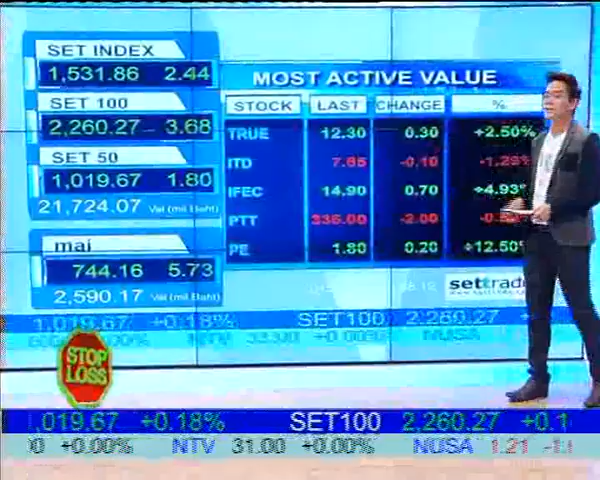 SET INDEX
1,531.86 2.44
SET 100
2,260.27 3.68
SET 50
1,019.67 1.80
21,724.07 Val (mil.Baht)
mai
744.16 5.73
2,590.17 Val (mil.Baht)
MOST ACTIVE VALUE
STOCK LAST CHANGE %
TRUE 12.30 0.30 +2.50%
ITD 7.65 -0.10 -1.29%
IFEC 14.90 0.70 +4.93%
PTT 336.00 -2.00
PE 1.80 0.20 +12.50%
settrade
1,019.67 +0.18% SET100 2,260.27 +0.1
NTV 33.00 NUSA
STOP
LOSS
1,019.67 +0.18% SET100 2,260.27 +0.1
+0.00% NTV 31.00 +0.00% NUSA 1.21